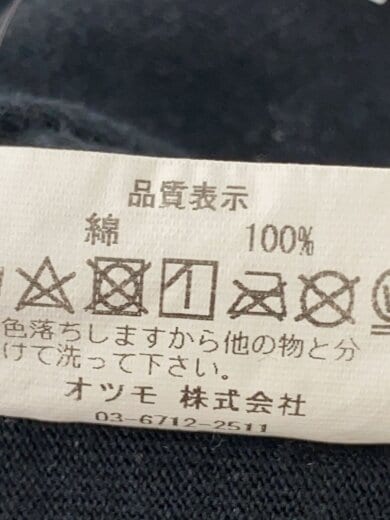 品質表示
綿 100%
色落ちしますから他の物と分
けて洗って下さい。
オツモ 株式会社
03-6712-2511